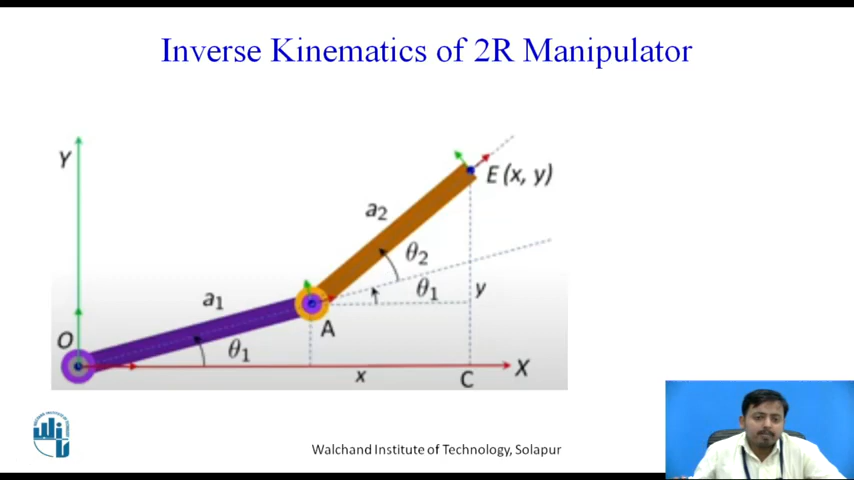 Inverse Kinematics of 2R Manipulator
Y
E (x, y)
a2
θ2
a1
θ1
y
O
A
θ1
x
C
X
Walchand Institute of Technology, Solapur